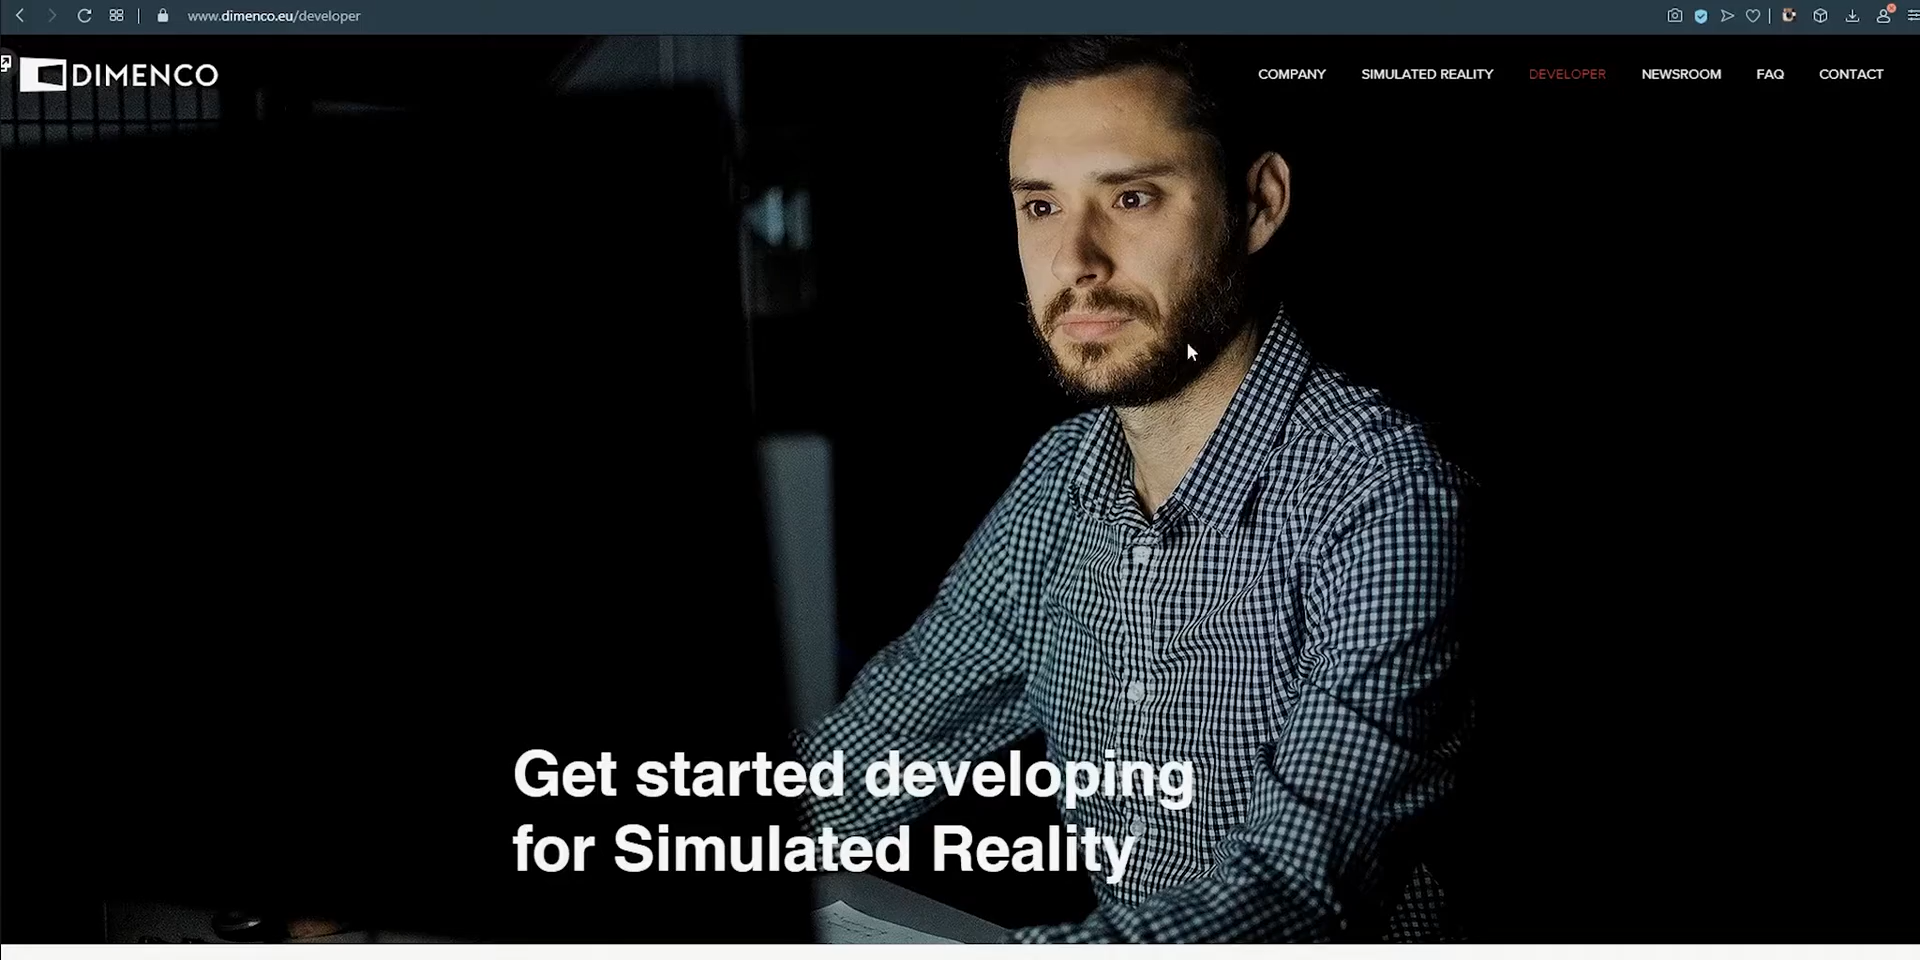 www.dimenco.eu/developer
DIMENCO
COMPANY SIMULATED REALITY DEVELOPER NEWSROOM FAQ CONTACT
Get started developing
for Simulated Reality